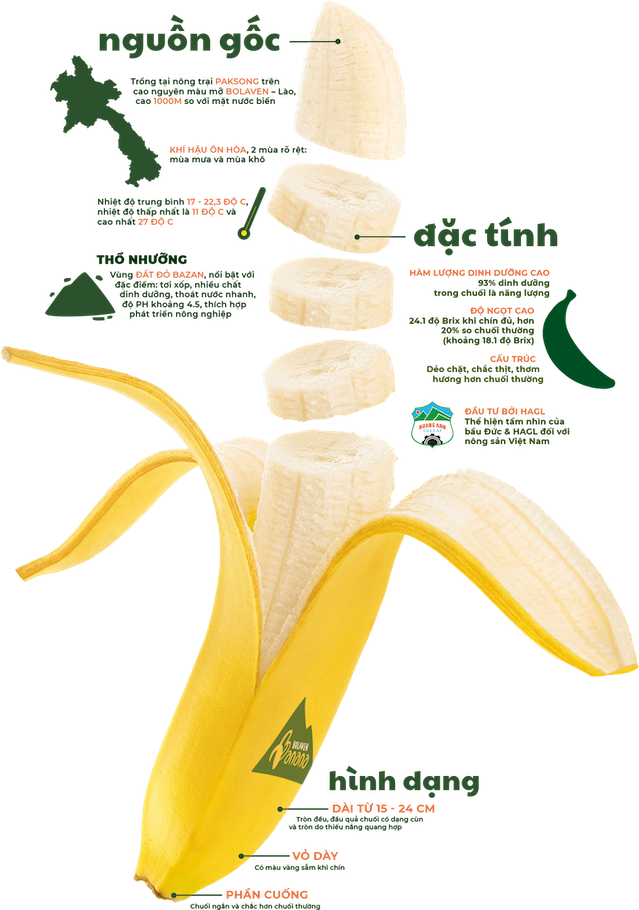 nguồn gốc
Trồng tại nông trại PAKSONG trên
cao nguyên màu mỡ BOLAVEN – Lào,
cao 1000M so với mặt nước biển
KHÍ HẬU ÔN HÒA, 2 mùa rõ rệt:
mùa mưa và mùa khô
Nhiệt độ trung bình 17 - 22,3 ĐỘ C,
nhiệt độ thấp nhất là 11 ĐỘ C và
cao nhất 27 ĐỘ C
THỔ NHƯỠNG
Vùng ĐẤT ĐỎ BAZAN, nổi bật với
đặc điểm: tơi xốp, nhiều chất
dinh dưỡng, thoát nước nhanh,
độ PH khoảng 4.5, thích hợp
phát triển nông nghiệp
đặc tính
HÀM LƯỢNG DINH DƯỠNG CAO
93% dinh dưỡng
trong chuối là năng lượng
ĐỘ NGỌT CAO
24.1 độ Brix khi chín đủ, hơn
20% so chuối thường
(khoảng 18.1 độ Brix)
CẤU TRÚC
Dẻo chặt, chắc thịt, thơm
hương hơn chuối thường
HOANG ANH
GIA LAI
ĐẦU TƯ BỞI HAGL
Thể hiện tầm nhìn của
bầu Đức & HAGL đối với
nông sản Việt Nam
BOLAVEN
Banana
hình dạng
DÀI TỪ 15 - 24 CM
Tròn đều, đầu quả chuối có dạng cùn
và tròn do thiếu nắng quang hợp
VỎ DÀY
Có màu vàng sẫm khi chín
PHẦN CUỐNG
Chuối ngắn và chắc hơn chuối thường